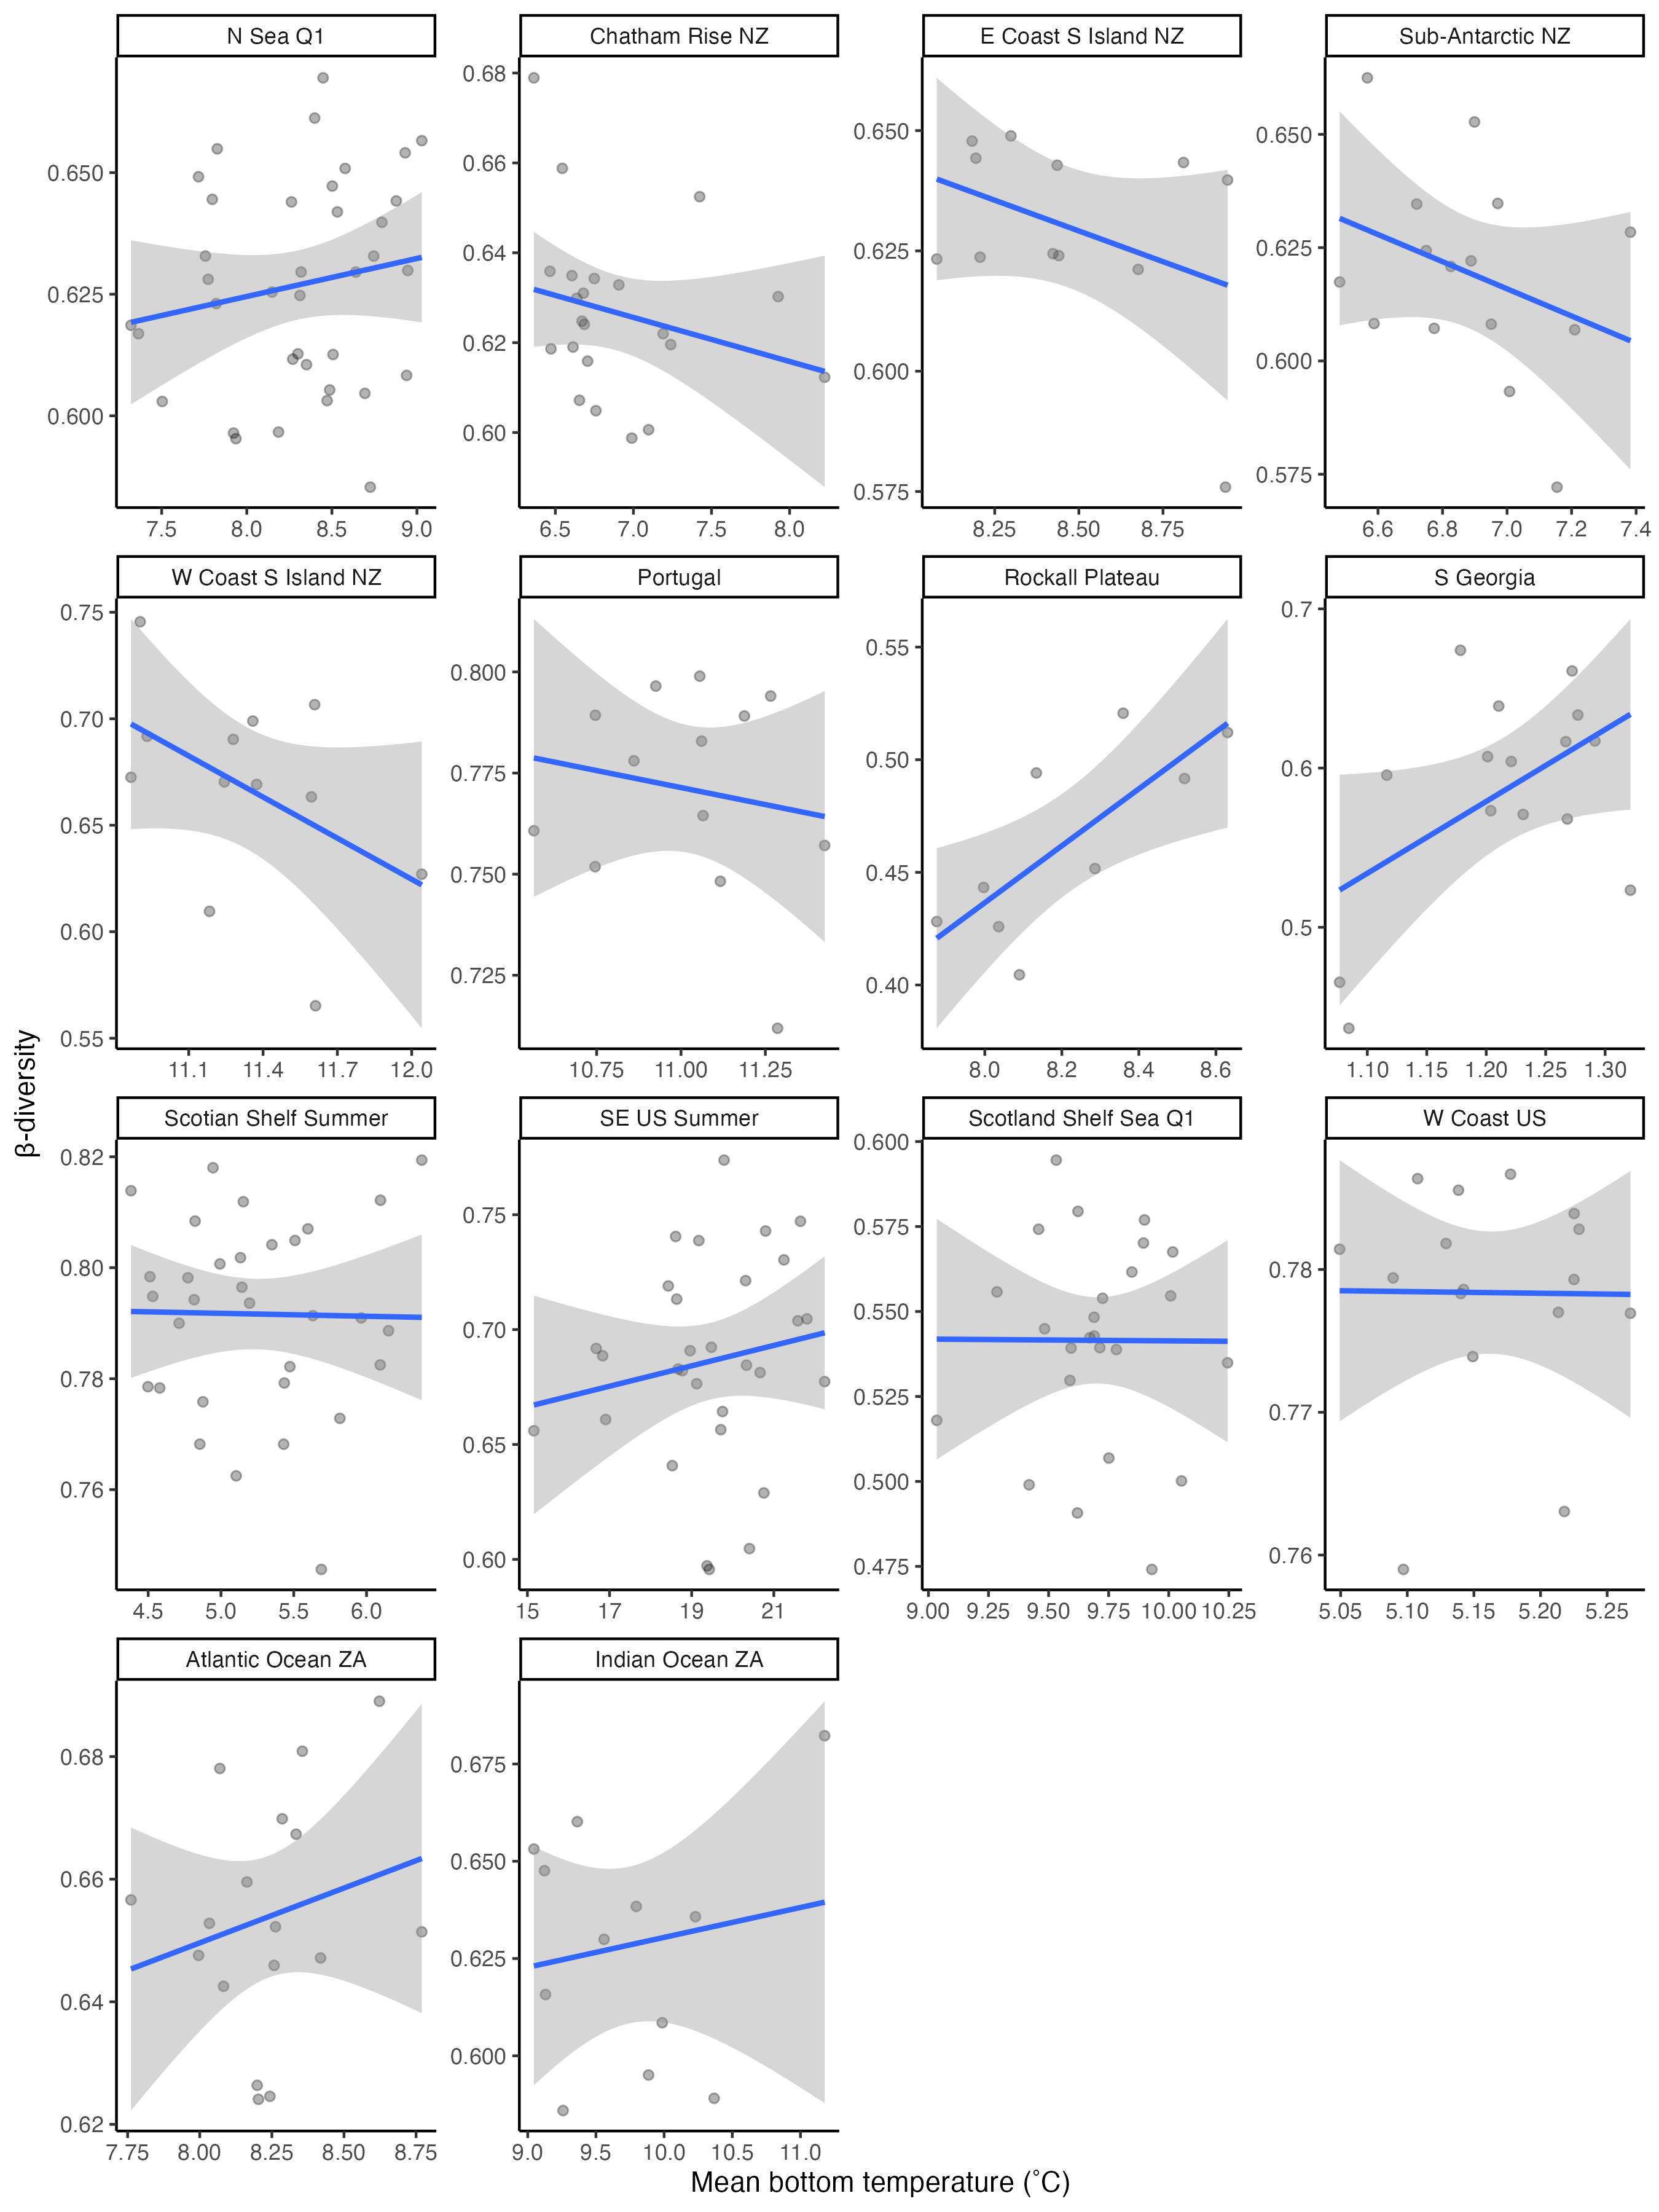 N Sea Q1
Chatham Rise NZ
E Coast S Island NZ
Sub-Antarctic NZ
0.650
0.625
0.600
7.5 8.0 8.5 9.0
0.68
0.66
0.64
0.62
0.60
6.5 7.0 7.5 8.0
0.650
0.625
0.600
0.575
8.25 8.50 8.75
0.650
0.625
0.600
0.575
6.6 6.8 7.0 7.2 7.4
W Coast S Island NZ
Portugal
Rockall Plateau
S Georgia
0.75
0.70
0.65
0.60
0.55
11.1 11.4 11.7 12.0
0.800
0.775
0.750
0.725
10.75 11.00 11.25
0.55
0.50
0.45
0.40
8.0 8.2 8.4 8.6
0.7
0.6
0.5
1.10 1.15 1.20 1.25 1.30
β-diversity
Scotian Shelf Summer
SE US Summer
Scotland Shelf Sea Q1
W Coast US
0.82
0.80
0.78
0.76
4.5 5.0 5.5 6.0
0.75
0.70
0.65
0.60
15 17 19 21
0.600
0.575
0.550
0.525
0.500
0.475
9.00 9.25 9.50 9.75 10.00 10.25
0.78
0.77
0.76
5.05 5.10 5.15 5.20 5.25
Atlantic Ocean ZA
Indian Ocean ZA
0.68
0.66
0.64
0.62
7.75 8.00 8.25 8.50 8.75
0.675
0.650
0.625
0.600
9.0 9.5 10.0 10.5 11.0
Mean bottom temperature (˚C)